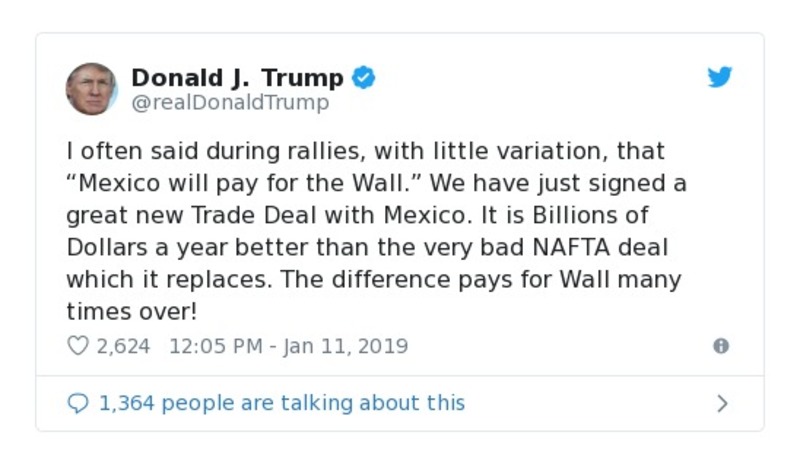 Donald J. Trump
@realDonaldTrump
I often said during rallies, with little variation, that
“Mexico will pay for the Wall.” We have just signed a
great new Trade Deal with Mexico. It is Billions of
Dollars a year better than the very bad NAFTA deal
which it replaces. The difference pays for Wall many
times over!
2,624 12:05 PM - Jan 11, 2019
1,364 people are talking about this